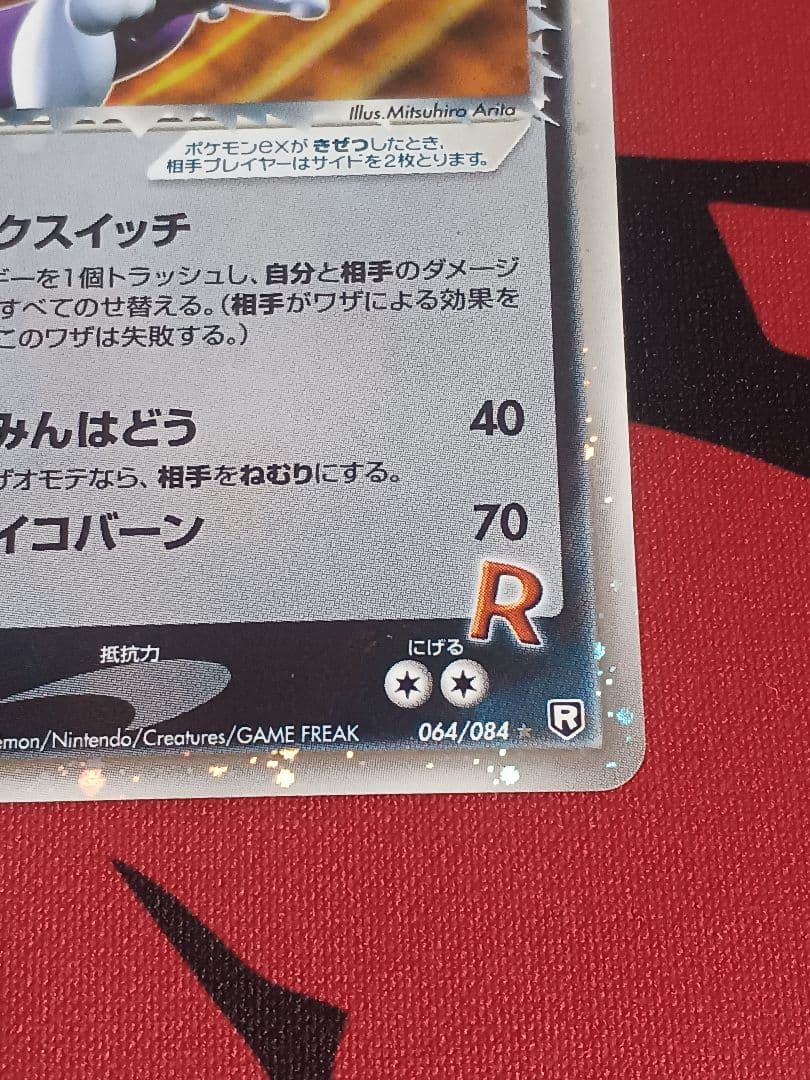 Illus. Mitsuhiro Arita
ポケモンexが きぜつしたとき、
相手プレイヤーはサイドを2枚とります。
クスイッチ
ギーを1個トラッシュし、自分と相手のダメージ
すべてのせ替える。(相手がワザによる効果を
このワザは失敗する。)
みんはどう 40
ザオモテなら、相手をねむりにする。
イコバーン 70
R
抵抗力 にげる
emon/Nintendo/Creatures/GAME FREAK 064/084 ★ R